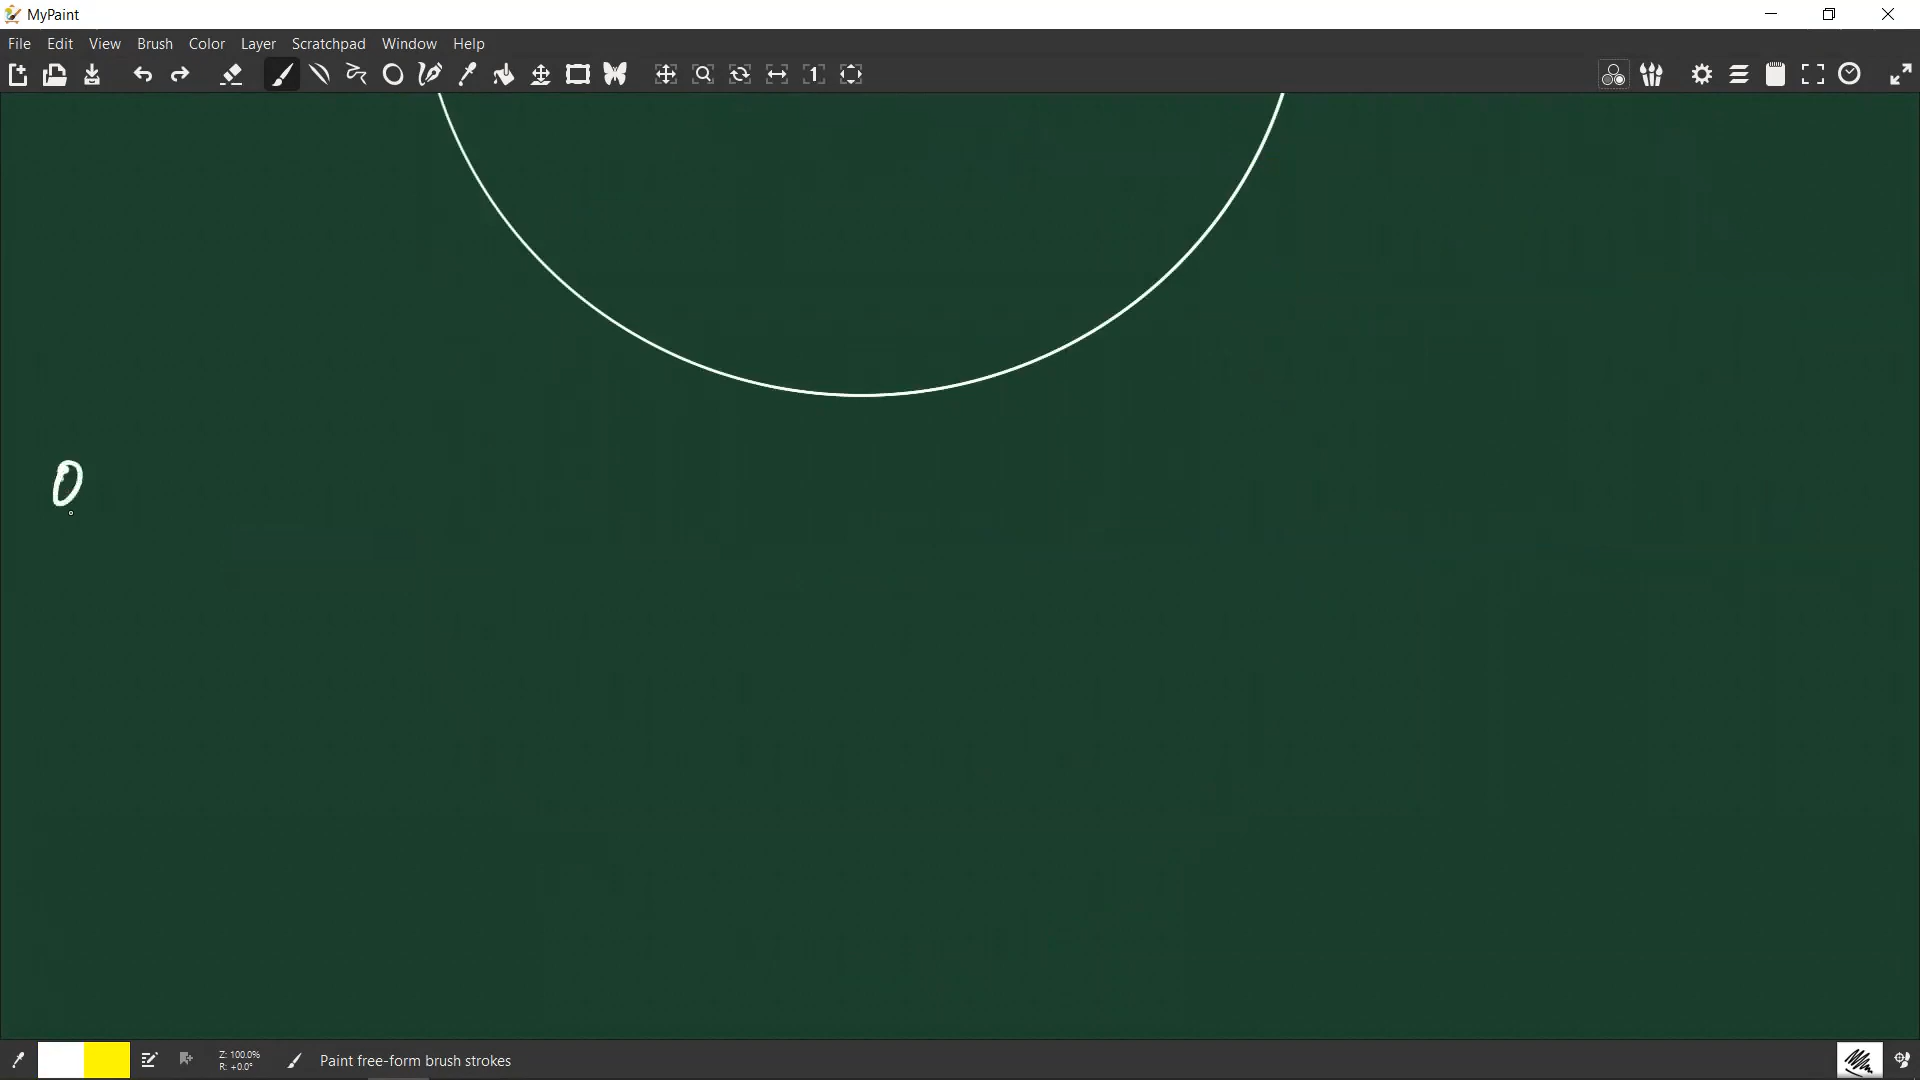 MyPaint
File Edit View Brush Color Layer Scratchpad Window Help
1
0
Z: 100.0%
R: +0.0°
Paint free-form brush strokes